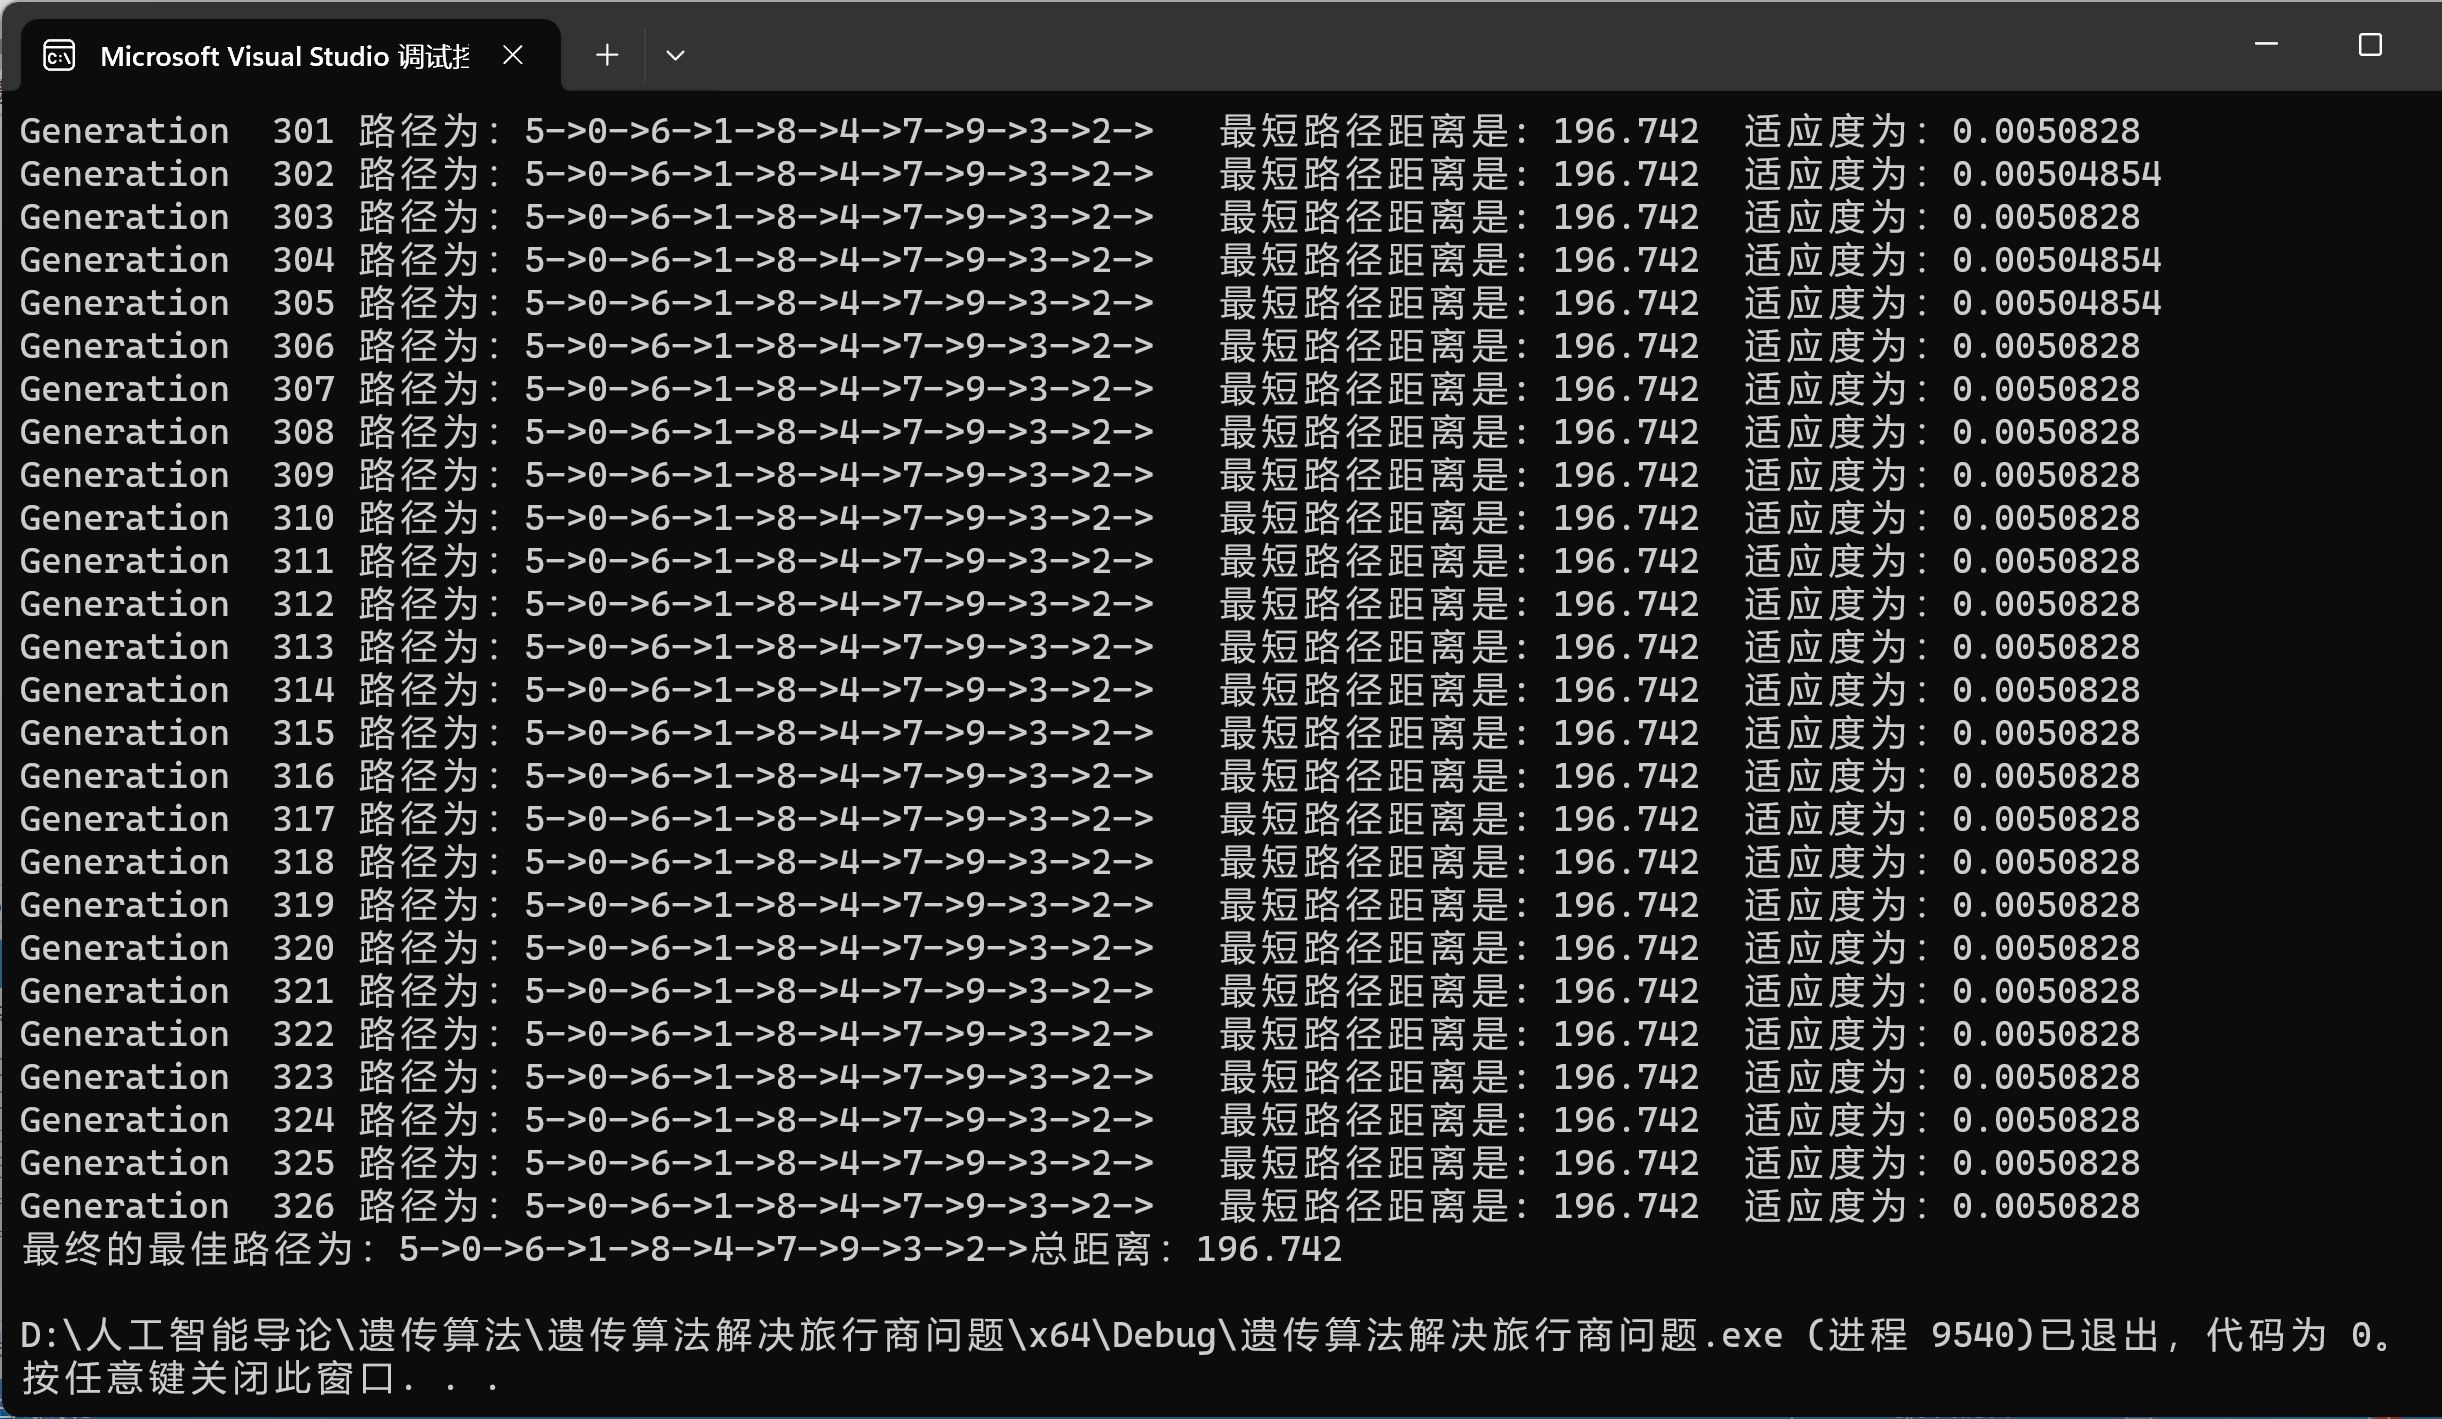 Microsoft Visual Studio 调试
Generation  301 路径为：5->0->6->1->8->4->7->9->3->2->   最短路径距离是：196.742  适应度为：0.0050828
Generation  302 路径为：5->0->6->1->8->4->7->9->3->2->   最短路径距离是：196.742  适应度为：0.00504854
Generation  303 路径为：5->0->6->1->8->4->7->9->3->2->   最短路径距离是：196.742  适应度为：0.0050828
Generation  304 路径为：5->0->6->1->8->4->7->9->3->2->   最短路径距离是：196.742  适应度为：0.00504854
Generation  305 路径为：5->0->6->1->8->4->7->9->3->2->   最短路径距离是：196.742  适应度为：0.00504854
Generation  306 路径为：5->0->6->1->8->4->7->9->3->2->   最短路径距离是：196.742  适应度为：0.0050828
Generation  307 路径为：5->0->6->1->8->4->7->9->3->2->   最短路径距离是：196.742  适应度为：0.0050828
Generation  308 路径为：5->0->6->1->8->4->7->9->3->2->   最短路径距离是：196.742  适应度为：0.0050828
Generation  309 路径为：5->0->6->1->8->4->7->9->3->2->   最短路径距离是：196.742  适应度为：0.0050828
Generation  310 路径为：5->0->6->1->8->4->7->9->3->2->   最短路径距离是：196.742  适应度为：0.0050828
Generation  311 路径为：5->0->6->1->8->4->7->9->3->2->   最短路径距离是：196.742  适应度为：0.0050828
Generation  312 路径为：5->0->6->1->8->4->7->9->3->2->   最短路径距离是：196.742  适应度为：0.0050828
Generation  313 路径为：5->0->6->1->8->4->7->9->3->2->   最短路径距离是：196.742  适应度为：0.0050828
Generation  314 路径为：5->0->6->1->8->4->7->9->3->2->   最短路径距离是：196.742  适应度为：0.0050828
Generation  315 路径为：5->0->6->1->8->4->7->9->3->2->   最短路径距离是：196.742  适应度为：0.0050828
Generation  316 路径为：5->0->6->1->8->4->7->9->3->2->   最短路径距离是：196.742  适应度为：0.0050828
Generation  317 路径为：5->0->6->1->8->4->7->9->3->2->   最短路径距离是：196.742  适应度为：0.0050828
Generation  318 路径为：5->0->6->1->8->4->7->9->3->2->   最短路径距离是：196.742  适应度为：0.0050828
Generation  319 路径为：5->0->6->1->8->4->7->9->3->2->   最短路径距离是：196.742  适应度为：0.0050828
Generation  320 路径为：5->0->6->1->8->4->7->9->3->2->   最短路径距离是：196.742  适应度为：0.0050828
Generation  321 路径为：5->0->6->1->8->4->7->9->3->2->   最短路径距离是：196.742  适应度为：0.0050828
Generation  322 路径为：5->0->6->1->8->4->7->9->3->2->   最短路径距离是：196.742  适应度为：0.0050828
Generation  323 路径为：5->0->6->1->8->4->7->9->3->2->   最短路径距离是：196.742  适应度为：0.0050828
Generation  324 路径为：5->0->6->1->8->4->7->9->3->2->   最短路径距离是：196.742  适应度为：0.0050828
Generation  325 路径为：5->0->6->1->8->4->7->9->3->2->   最短路径距离是：196.742  适应度为：0.0050828
Generation  326 路径为：5->0->6->1->8->4->7->9->3->2->   最短路径距离是：196.742  适应度为：0.0050828
最终的最佳路径为：5->0->6->1->8->4->7->9->3->2->总距离：196.742
D:\人工智能导论\遗传算法\遗传算法解决旅行商问题\x64\Debug\遗传算法解决旅行商问题.exe (进程 9540)已退出，代码为 0。
按任意键关闭此窗口. . .